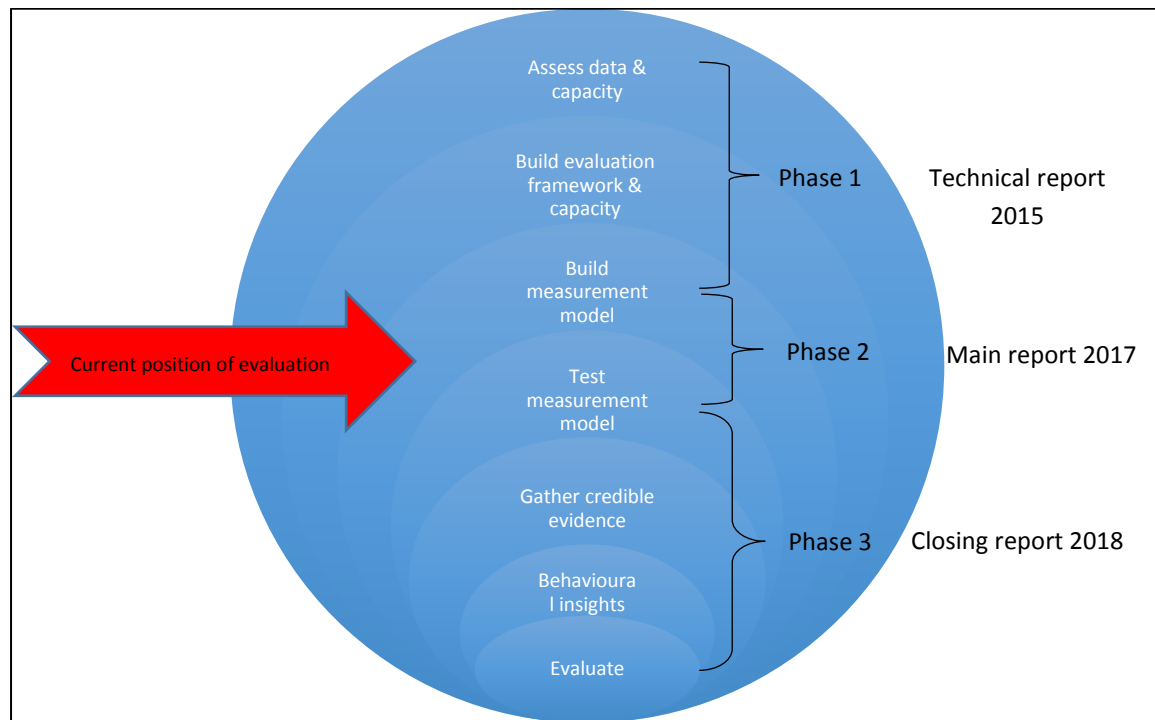 Assess data &
capacity
Build evaluation
framework &
capacity
Phase 1
Technical report
2015
Build
measurement
model
Current position of evaluation
Phase 2
Main report 2017
Test
measurement
model
Gather credible
evidence
Phase 3
Closing report 2018
Behavioura
l insights
Evaluate